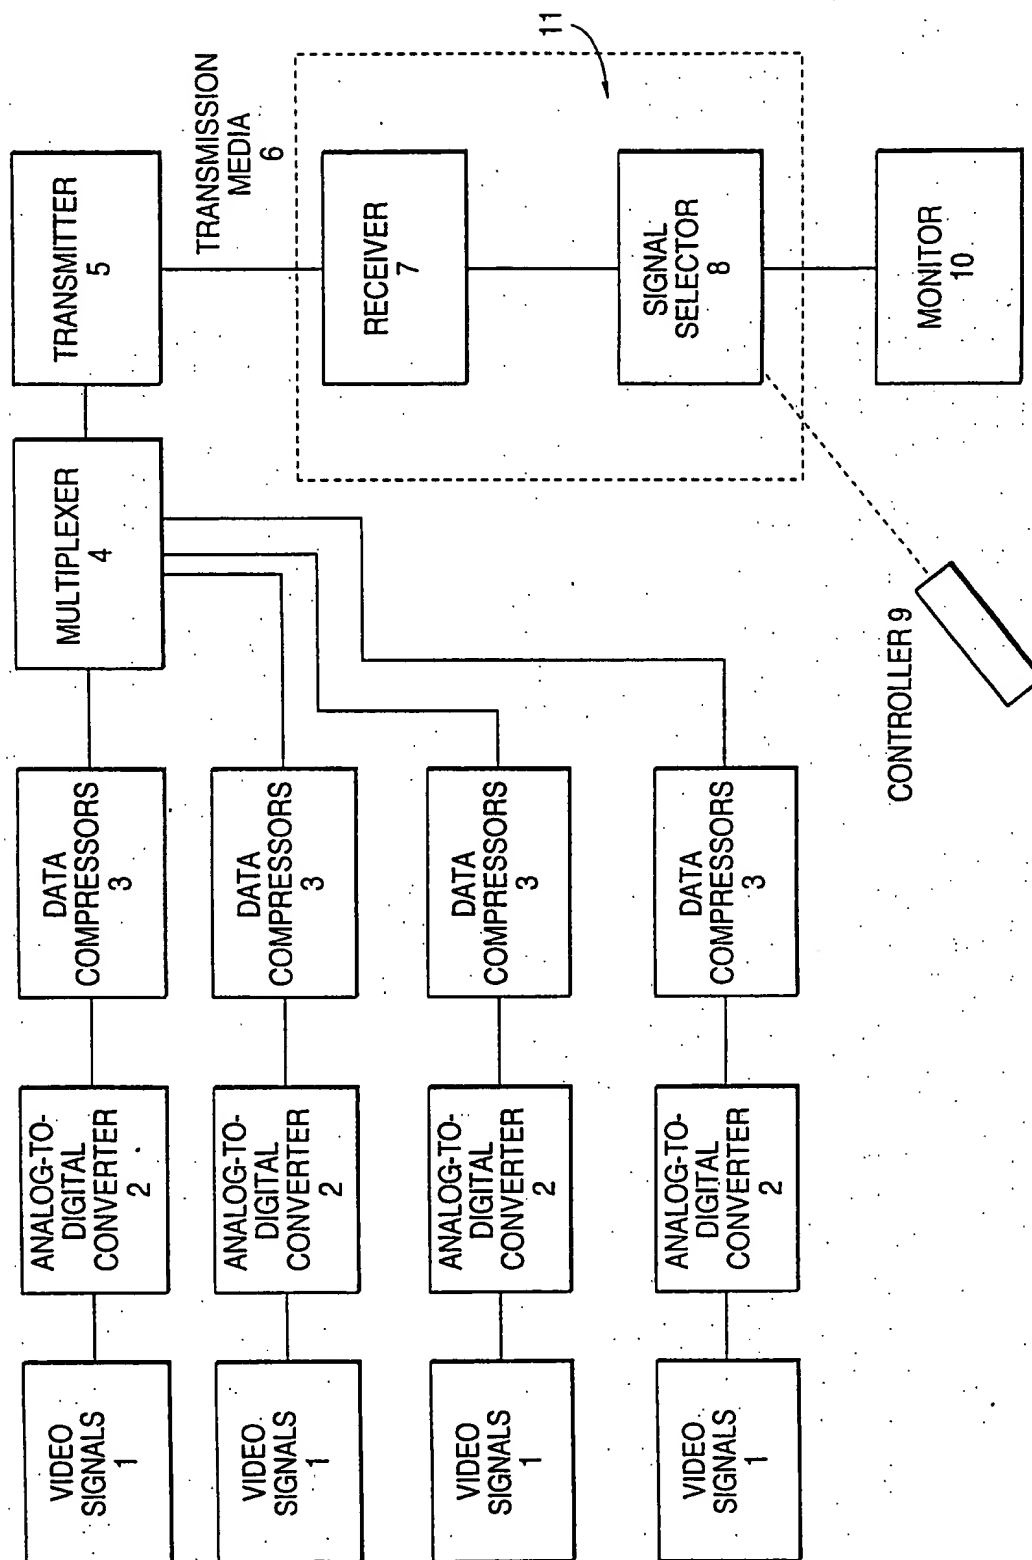 VIDEO
SIGNALS
1
ANALOG-TO-
DIGITAL
CONVERTER
2
DATA
COMPRESSORS
3
MULTIPLEXER
4
TRANSMITTER
5
VIDEO
SIGNALS
1
ANALOG-TO-
DIGITAL
CONVERTER
2
DATA
COMPRESSORS
3
VIDEO
SIGNALS
1
ANALOG-TO-
DIGITAL
CONVERTER
2
DATA
COMPRESSORS
3
VIDEO
SIGNALS
1
ANALOG-TO-
DIGITAL
CONVERTER
2
DATA
COMPRESSORS
3
TRANSMISSION
MEDIA
6
RECEIVER
7
11
SIGNAL
SELECTOR
8
CONTROLLER 9
MONITOR
10